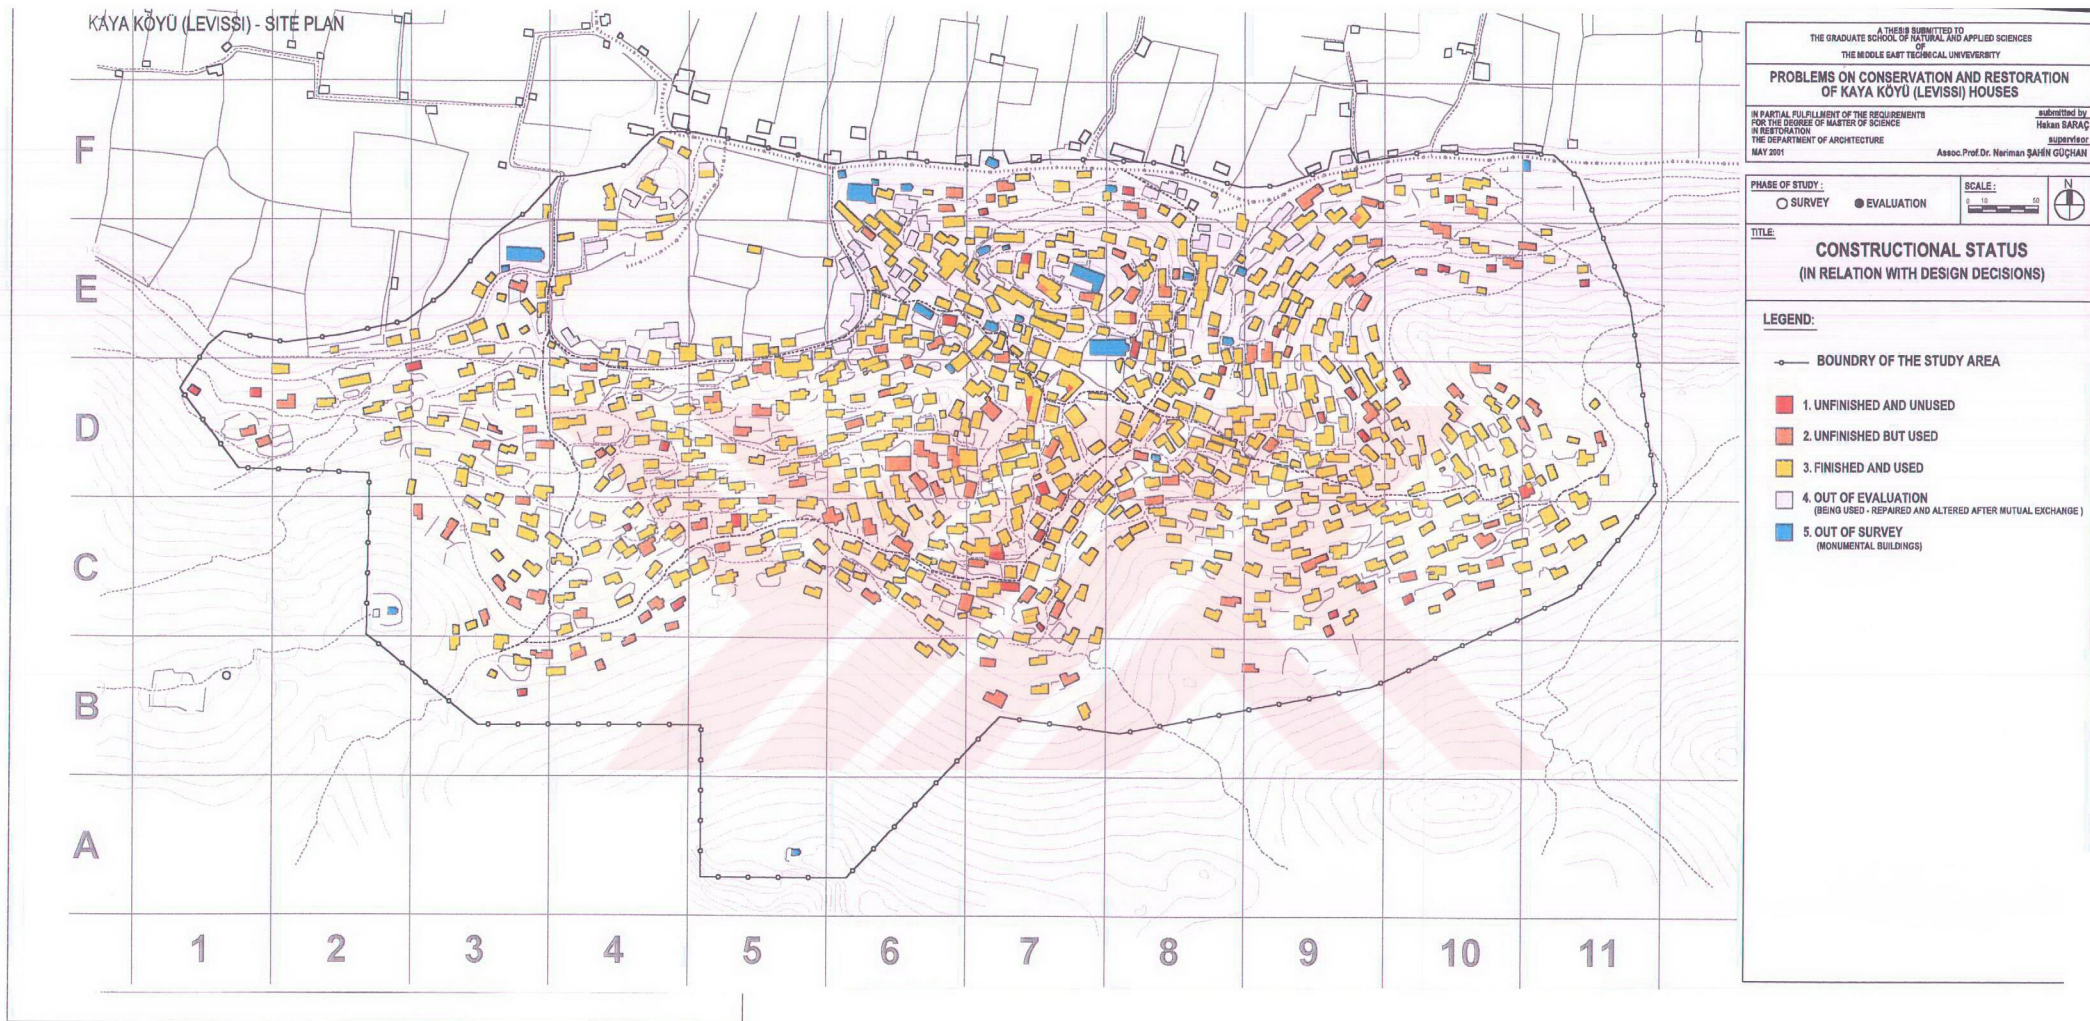 KAYA KÖYÜ (LEVISSI) - SITE PLAN
F
E
D
C
B
A
1 2 3 4 5 6 7 8 9 10 11
A THESIS SUBMITTED TO
THE GRADUATE SCHOOL OF NATURAL AND APPLIED SCIENCES
OF
THE MIDDLE EAST TECHNICAL UNIVEVERSITY
PROBLEMS ON CONSERVATION AND RESTORATION
OF KAYA KÖYÜ (LEVISSI) HOUSES
IN PARTIAL FULFILLMENT OF THE REQUIREMENTS
FOR THE DEGREE OF MASTER OF SCIENCE
IN RESTORATION
THE DEPARTMENT OF ARCHITECTURE
MAY 2001
submitted by
Hakan SARAÇ
supervisor
Assoc.Prof.Dr. Neriman ŞAHİN GÜÇHAN
PHASE OF STUDY :
SURVEY EVALUATION
SCALE :
0 10 50
N
TITLE:
CONSTRUCTIONAL STATUS
(IN RELATION WITH DESIGN DECISIONS)
LEGEND:
BOUNDRY OF THE STUDY AREA
1. UNFINISHED AND UNUSED
2. UNFINISHED BUT USED
3. FINISHED AND USED
4. OUT OF EVALUATION
(BEING USED - REPAIRED AND ALTERED AFTER MUTUAL EXCHANGE )
5. OUT OF SURVEY
(MONUMENTAL BUILDINGS)